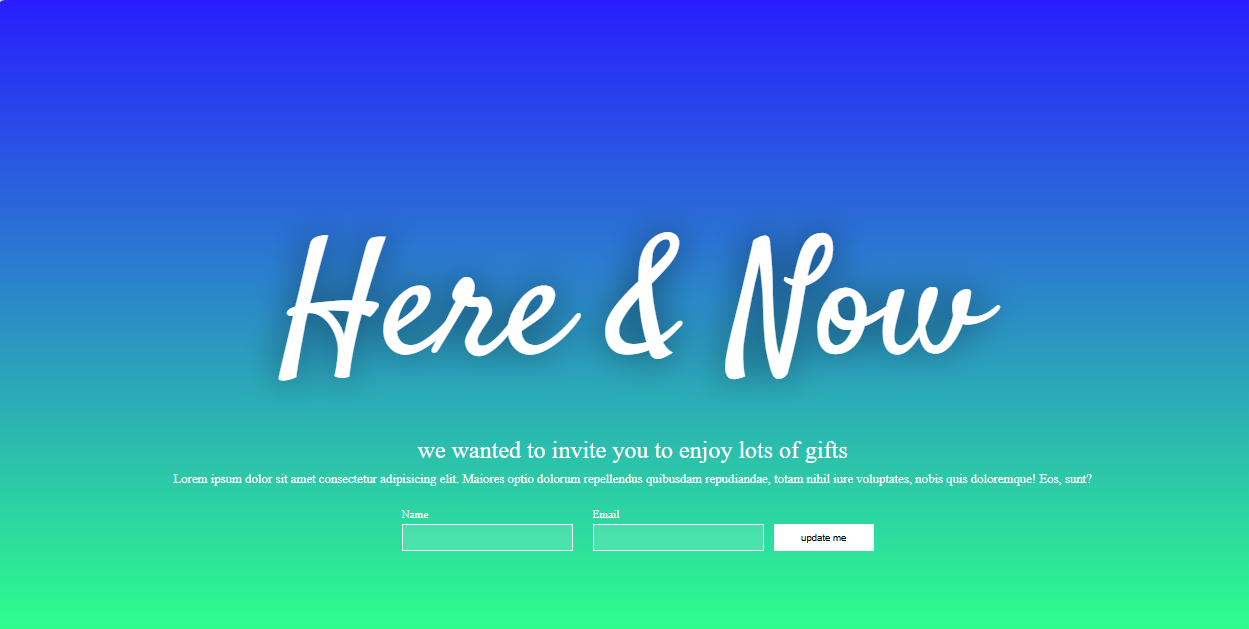 Here & Now
we wanted to invite you to enjoy lots of gifts
Lorem ipsum dolor sit amet consectetur adipisicing elit. Maiores optio dolorum repellendus quibusdam repudiandae, totam nihil iure voluptates, nobis quis doloremque! Eos, sunt?
Name Email
update me